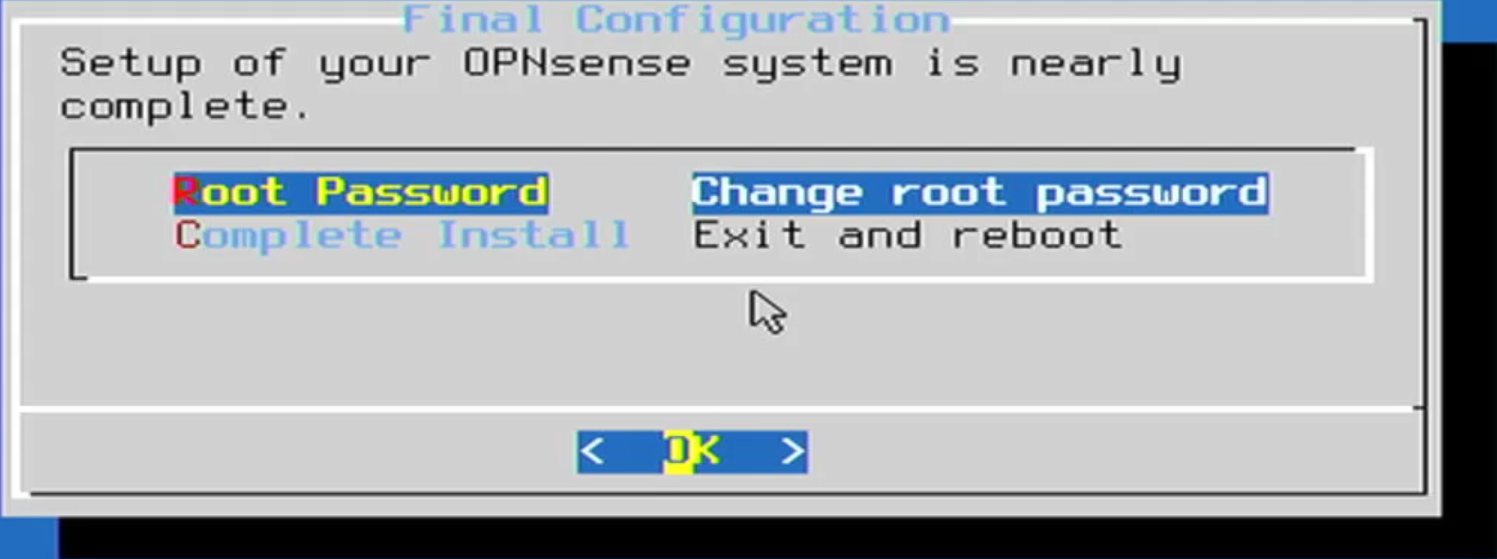 Final Configuration
Setup of your OPNsense system is nearly
complete.
Root Password Change root password
Complete Install Exit and reboot
< OK >